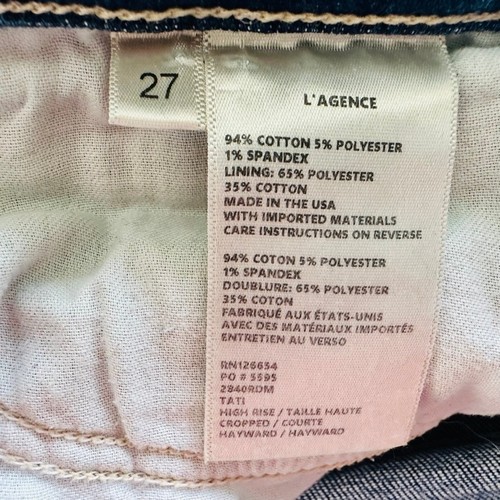 27
L'AGENCE
94% COTTON 5% POLYESTER
1% SPANDEX
LINING: 65% POLYESTER
35% COTTON
MADE IN THE USA
WITH IMPORTED MATERIALS
CARE INSTRUCTIONS ON REVERSE
94% COTON 5% POLYESTER
1% SPANDEX
DOUBLURE: 65% POLYESTER
35% COTON
FABRIQUÉ AUX ÉTATS-UNIS
AVEC DES MATÉRIAUX IMPORTÉS
ENTRETIEN AU VERSO
RN126634
PO # 5595
2840RDM
TATI
HIGH RISE / TAILLE HAUTE
CROPPED / COURTE
HAYWARD / HAYWARD